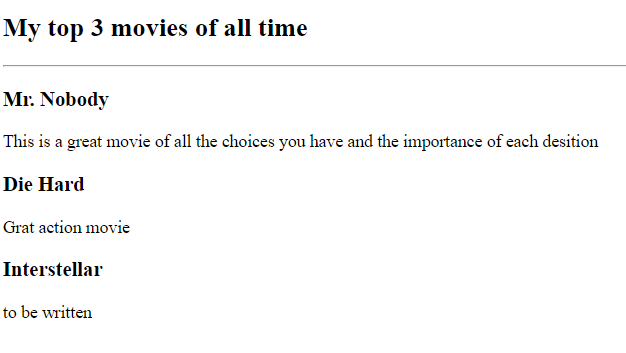 My top 3 movies of all time
Mr. Nobody
This is a great movie of all the choices you have and the importance of each desition
Die Hard
Grat action movie
Interstellar
to be written